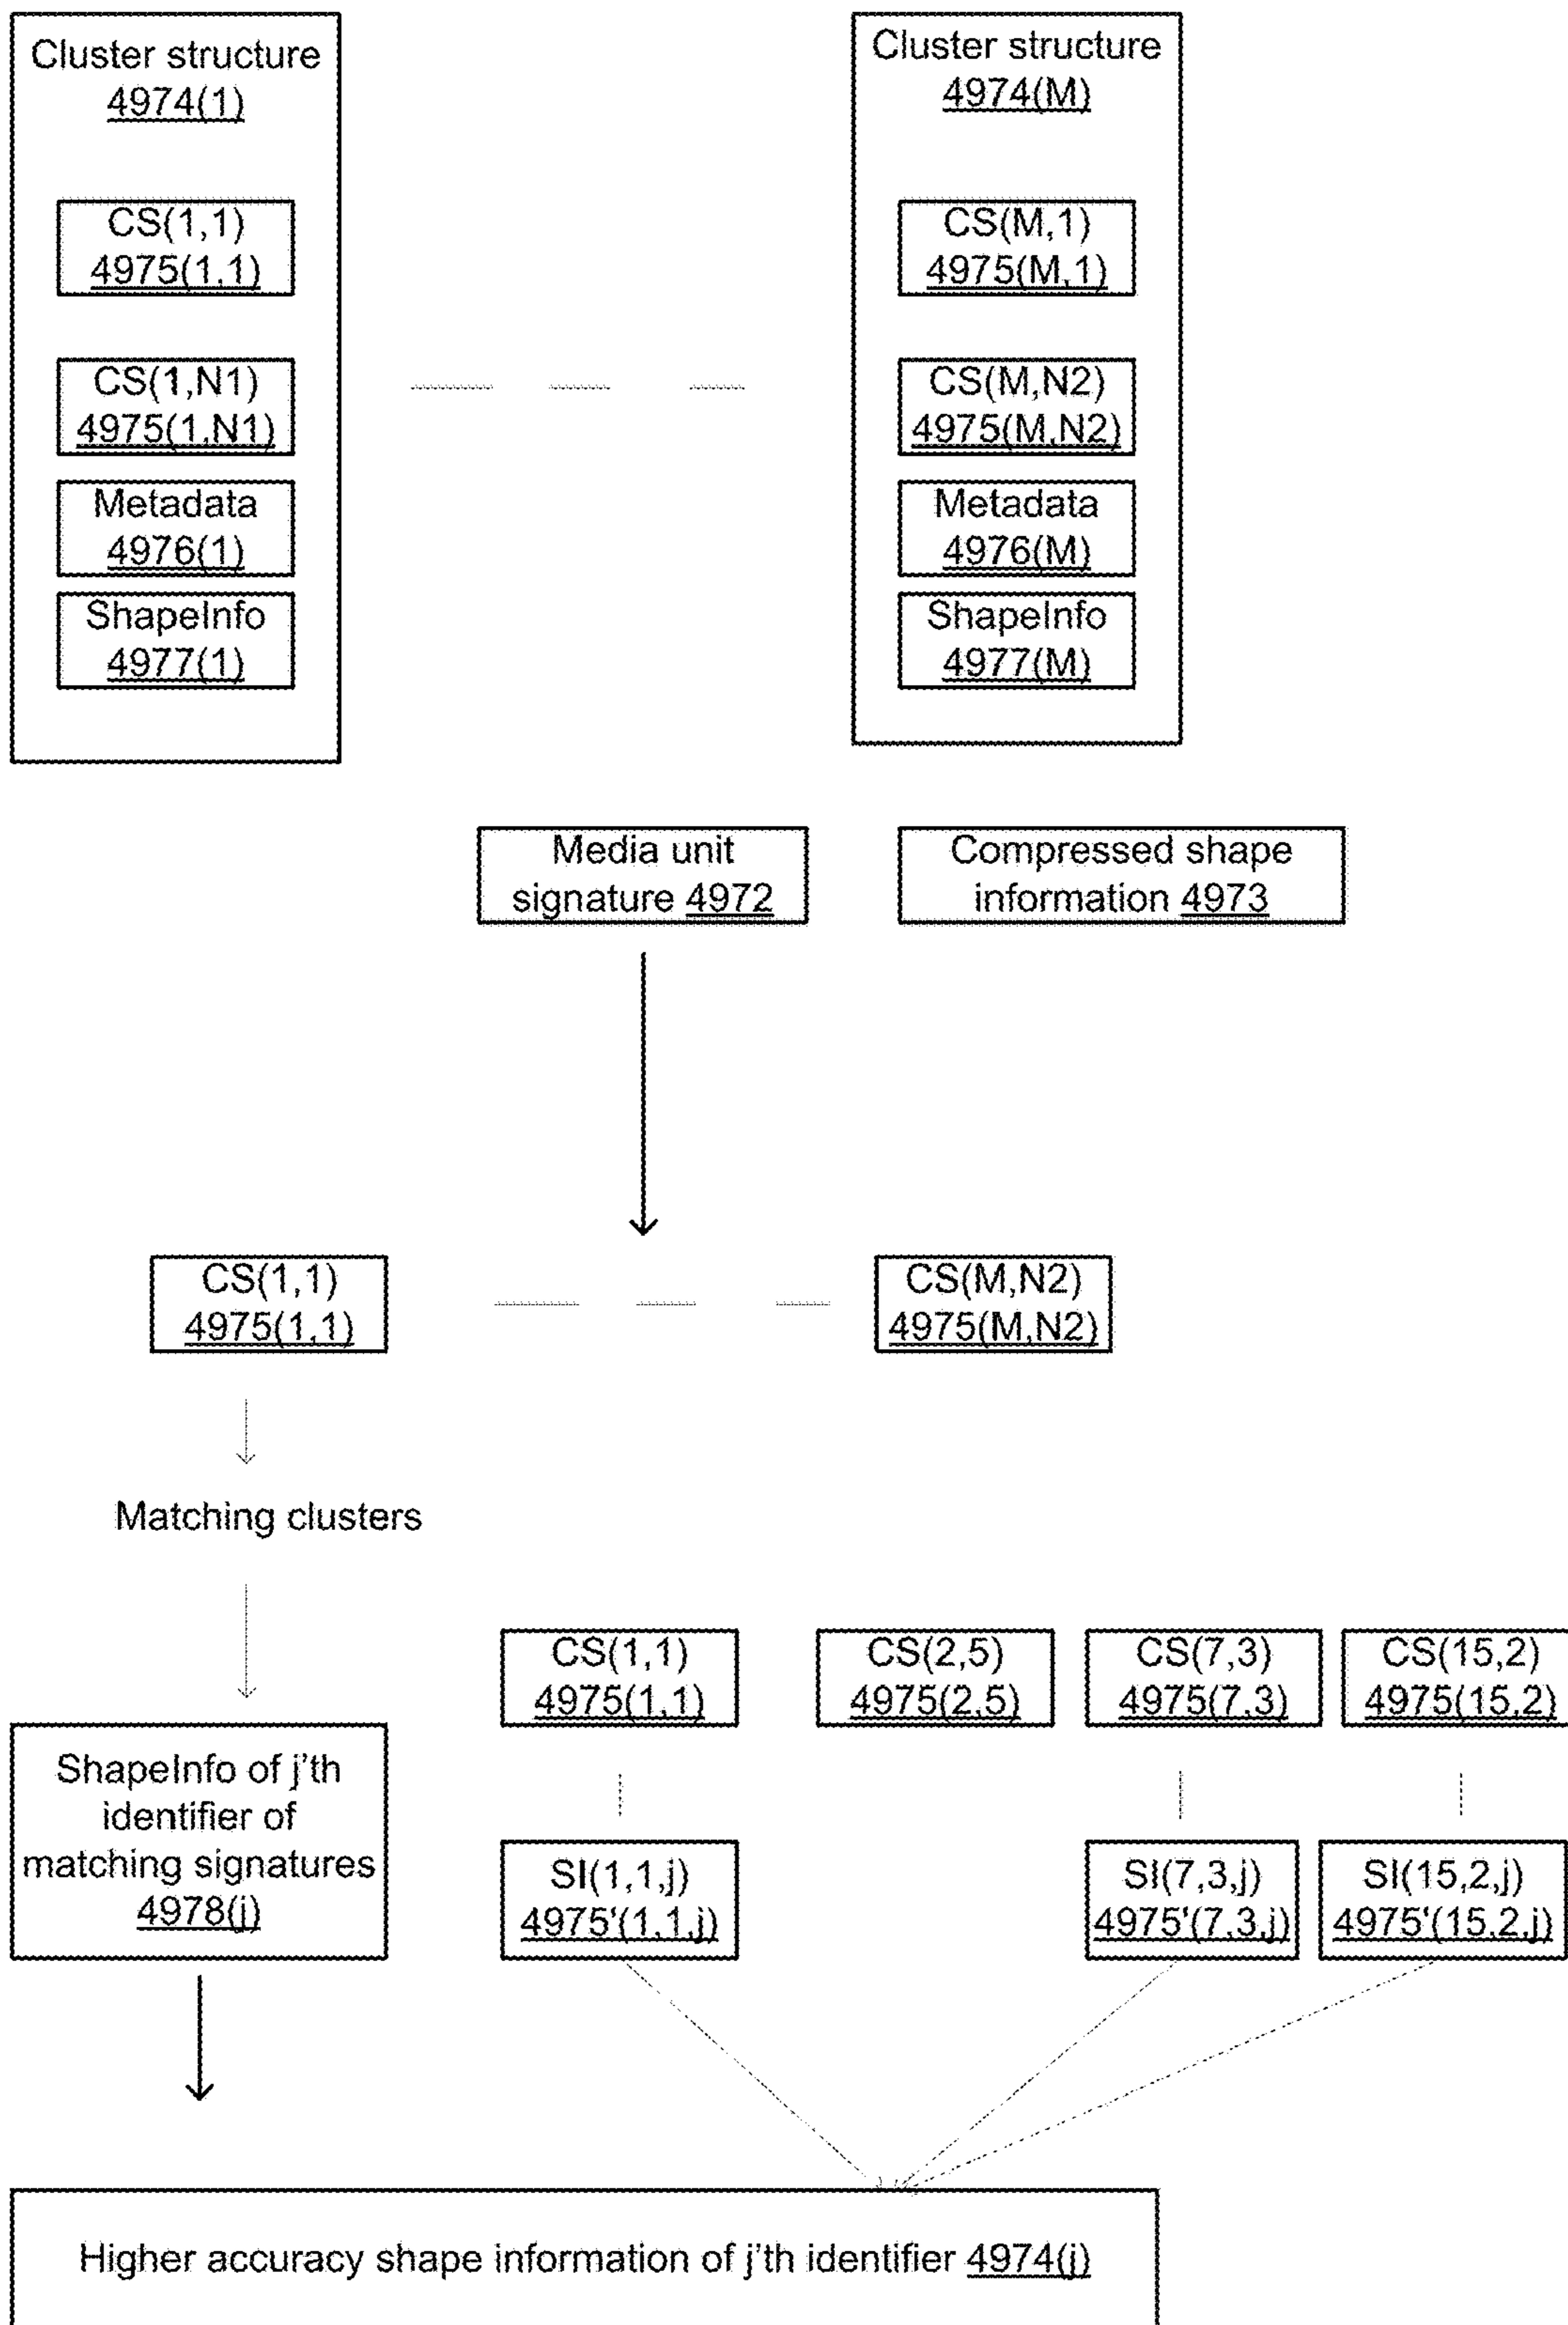 Cluster structure
4974(1)
CS(1,1)
4975(1,1)
CS(1,N1)
4975(1,N1)
Metadata
4976(1)
ShapeInfo
4977(1)
Cluster structure
4974(M)
CS(M,1)
4975(M,1)
CS(M,N2)
4975(M,N2)
Metadata
4976(M)
ShapeInfo
4977(M)
Media unit
signature 4972
Compressed shape
information 4973
CS(1,1)
4975(1,1)
CS(M,N2)
4975(M,N2)
Matching clusters
CS(1,1)
4975(1,1)
CS(2,5)
4975(2,5)
CS(7,3)
4975(7,3)
CS(15,2)
4975(15,2)
ShapeInfo of j'th
identifier of
matching signatures
4978(j)
SI(1,1,j)
4975'(1,1,j)
SI(7,3,j)
4975'(7,3,j)
SI(15,2,j)
4975'(15,2,j)
Higher accuracy shape information of j'th identifier 4974(j)